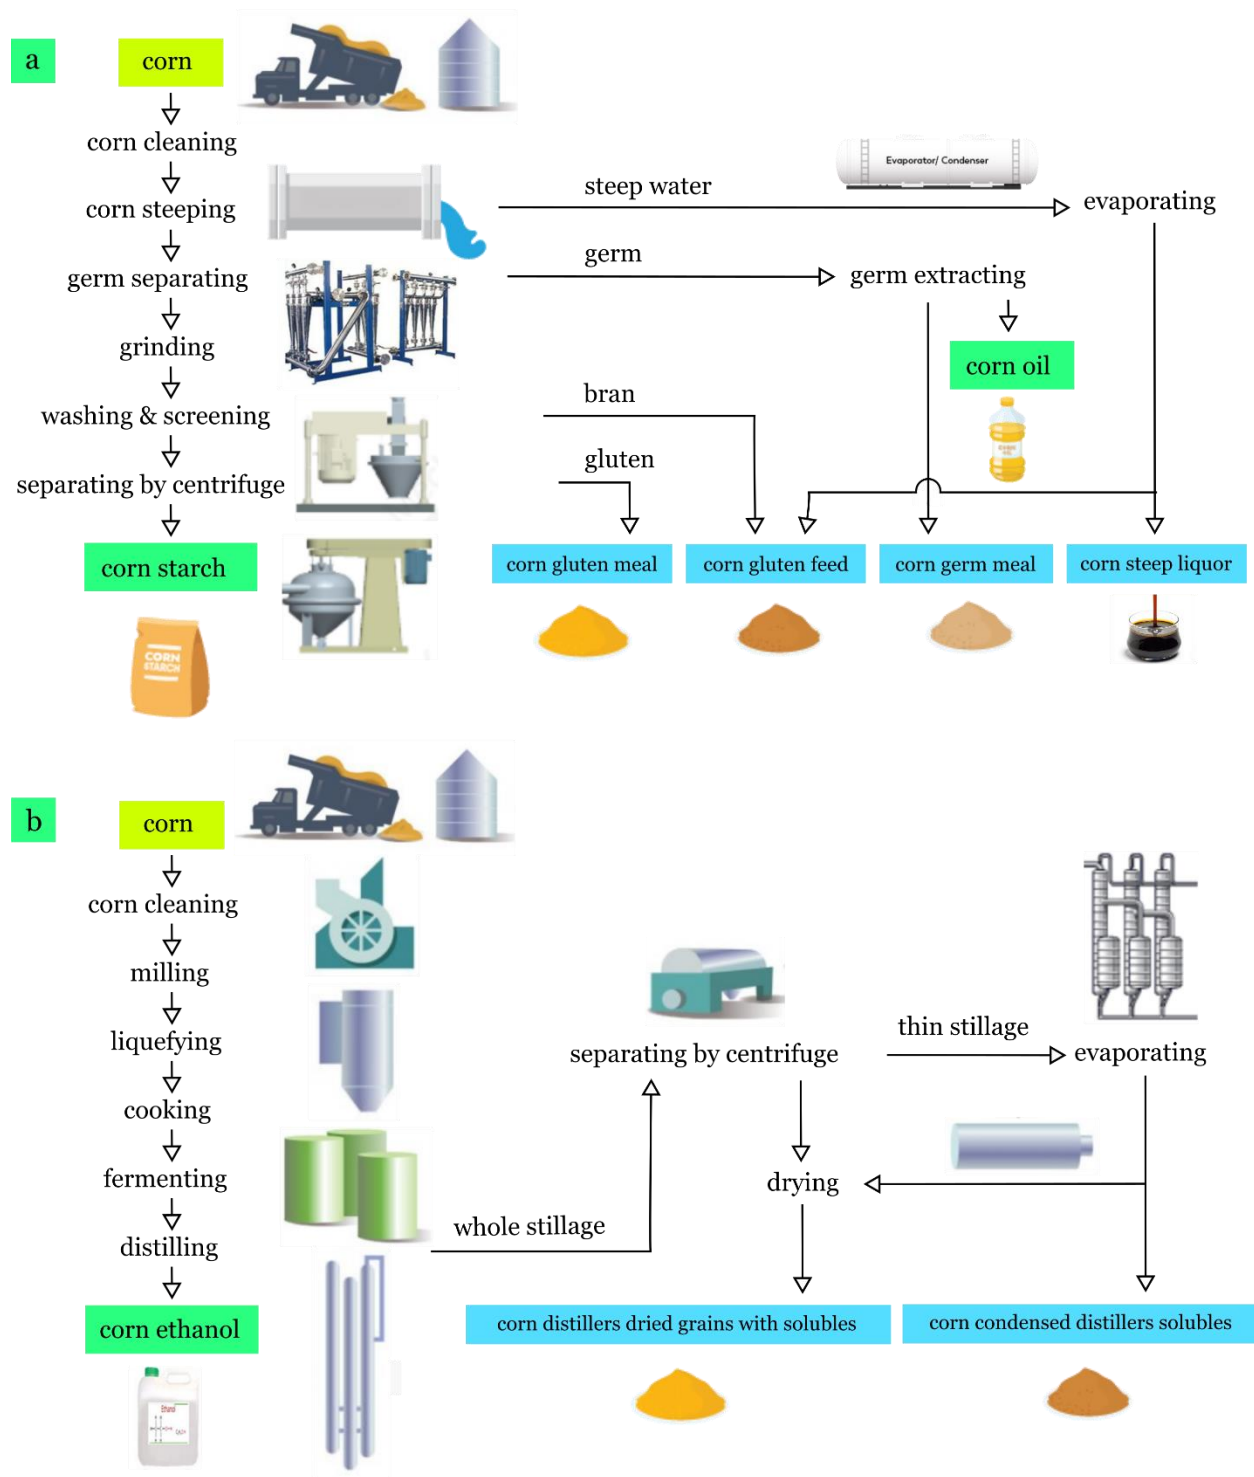 a
corn
corn cleaning
Evaporator/ Condenser
corn steeping
steep water
evaporating
germ separating
germ
germ extracting
grinding
corn oil
washing & screening
bran
separating by centrifuge
gluten
corn starch
corn gluten meal
corn gluten feed
corn germ meal
corn steep liquor
CORN
STARCH
b
corn
corn cleaning
milling
liquefying
separating by centrifuge
thin stillage
evaporating
cooking
fermenting
drying
distilling
whole stillage
corn ethanol
corn distillers dried grains with solubles
corn condensed distillers solubles
Ethanol